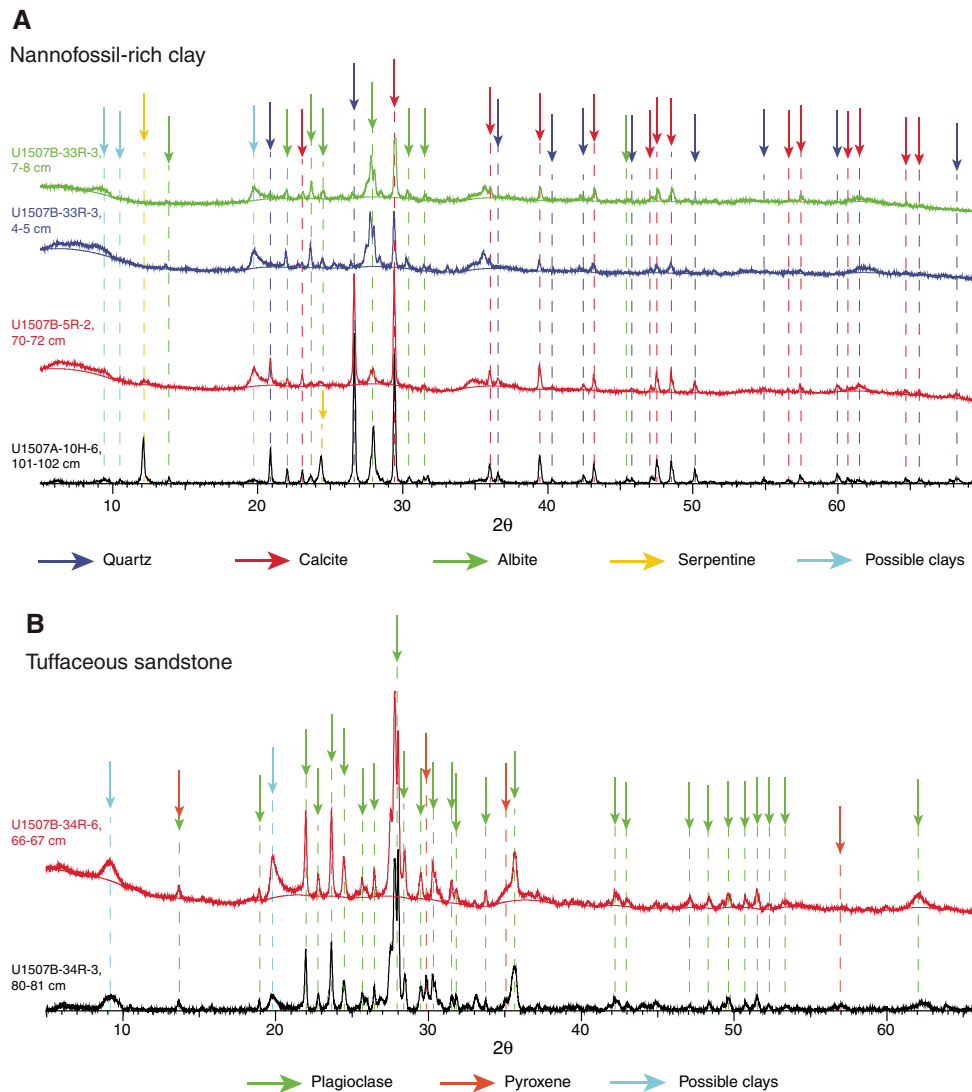 A
Nannofossil-rich clay
U1507B-33R-3,
7-8 cm
U1507B-33R-3,
4-5 cm
U1507B-5R-2,
70-72 cm
U1507A-10H-6,
101-102 cm
10 20 30 40 50 60
2θ
Quartz Calcite Albite Serpentine Possible clays
B
Tuffaceous sandstone
U1507B-34R-6,
66-67 cm
U1507B-34R-3,
80-81 cm
10 20 30 40 50 60
2θ
Plagioclase Pyroxene Possible clays